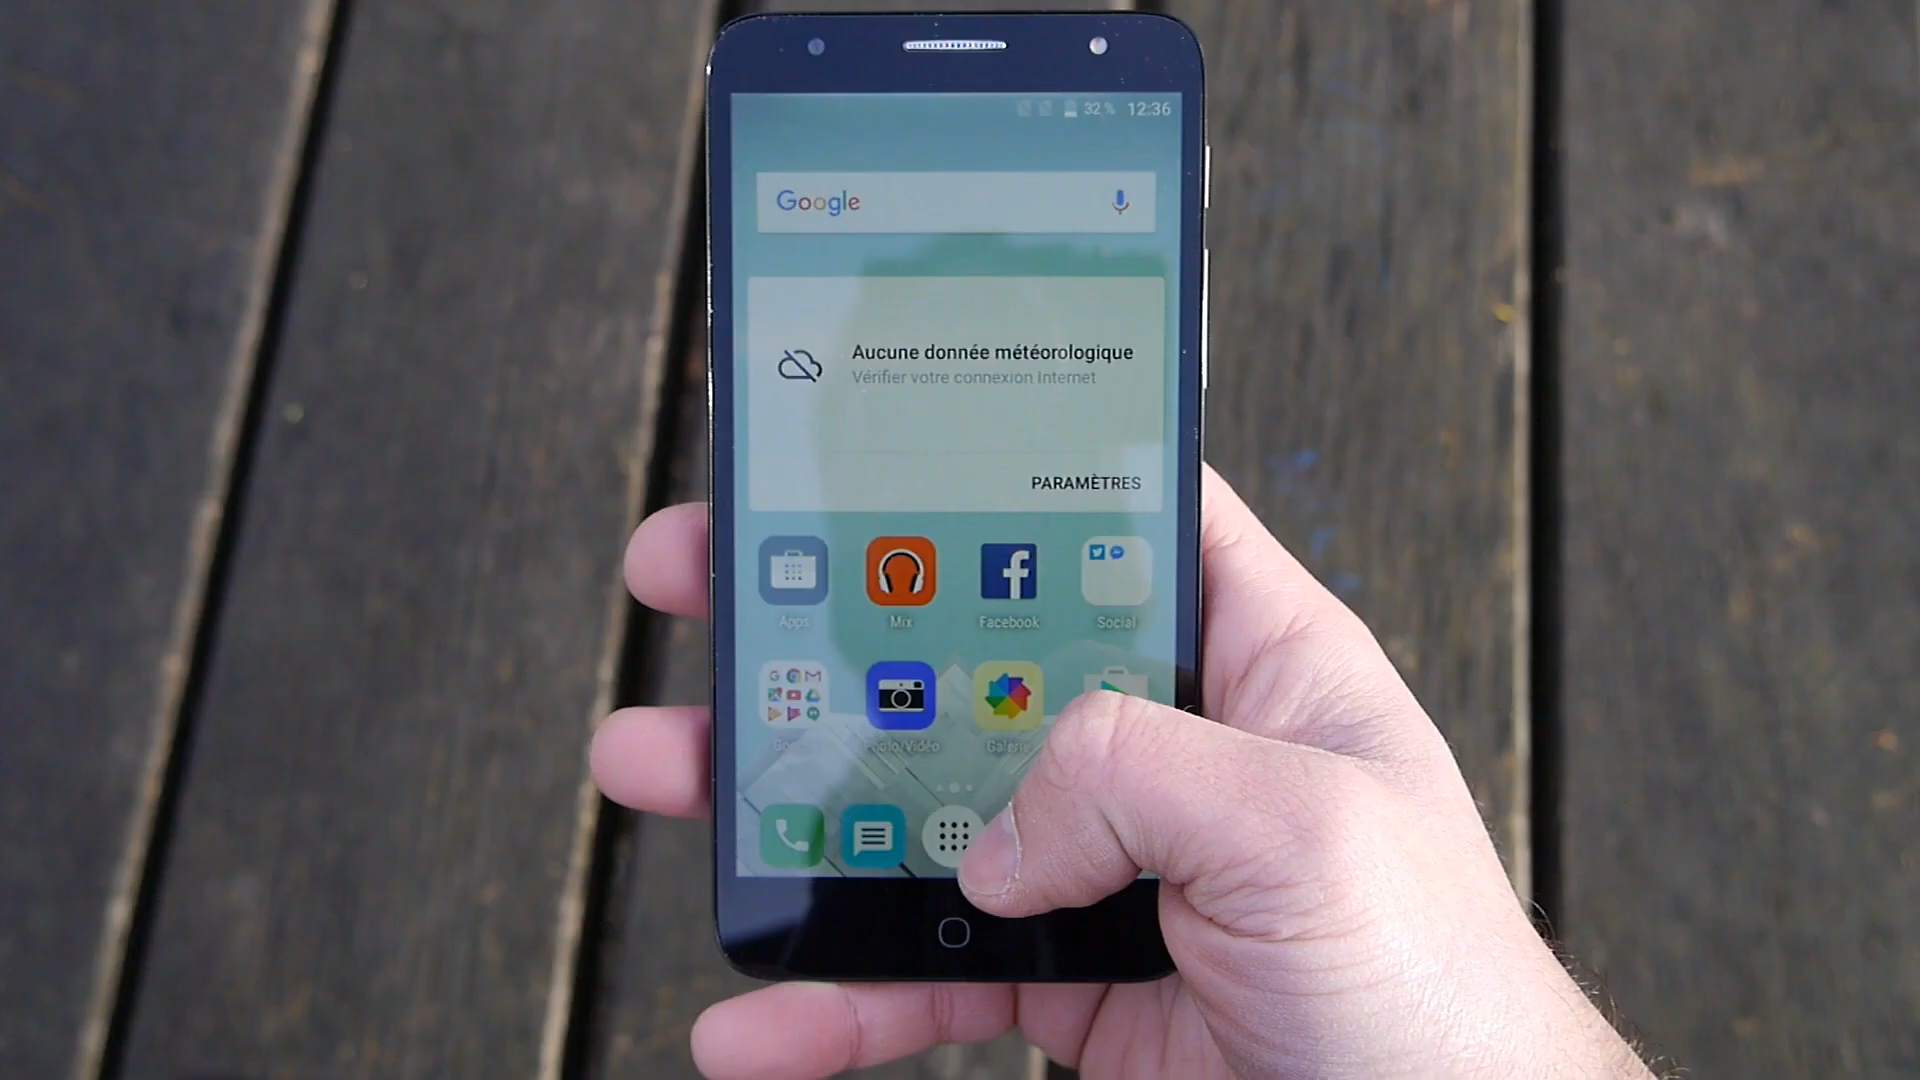 32 % 12:36
Google
Aucune donnée météorologique
Vérifier votre connexion Internet
PARAMÈTRES
Apps Mix Facebook Social
Photo/Vidéo Galerie